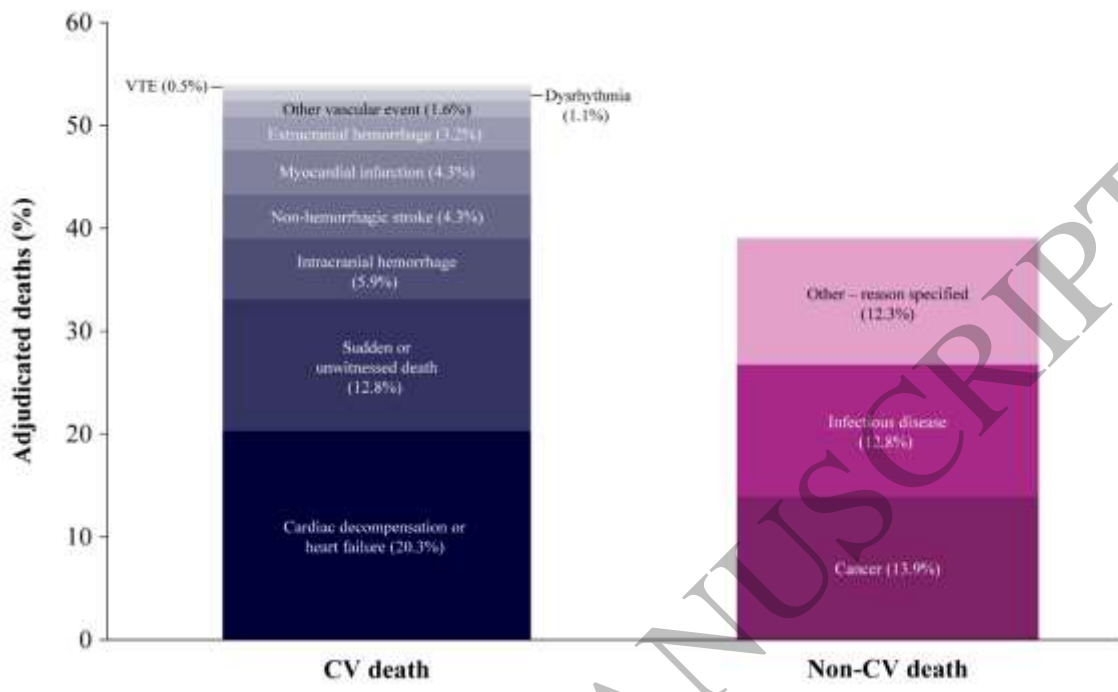 60
50
40
30
20
10
0
Adjudicated deaths (%)
VTE (0.5%)
Dysrhythmia
(1.1%)
Other vascular event (1.6%)
Extracranial hemorrhage (3.2%)
Myocardial infarction (4.3%)
Non-hemorrhagic stroke (4.3%)
Intracranial hemorrhage
(5.9%)
Sudden or
unwitnessed death
(12.8%)
Cardiac decompensation or
heart failure (20.3%)
CV death
Other – reason specified
(12.3%)
Infectious disease
(12.8%)
Cancer (13.9%)
Non-CV death
ANUSCRIPT